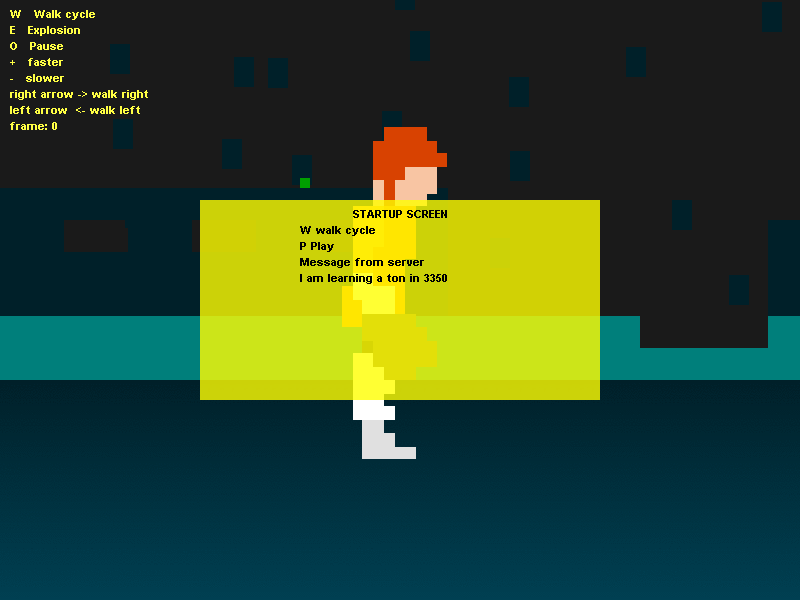 W Walk cycle
E Explosion
O Pause
+ faster
- slower
right arrow -> walk right
left arrow <- walk left
frame: 0
STARTUP SCREEN
W walk cycle
P Play
Message from server
I am learning a ton in 3350